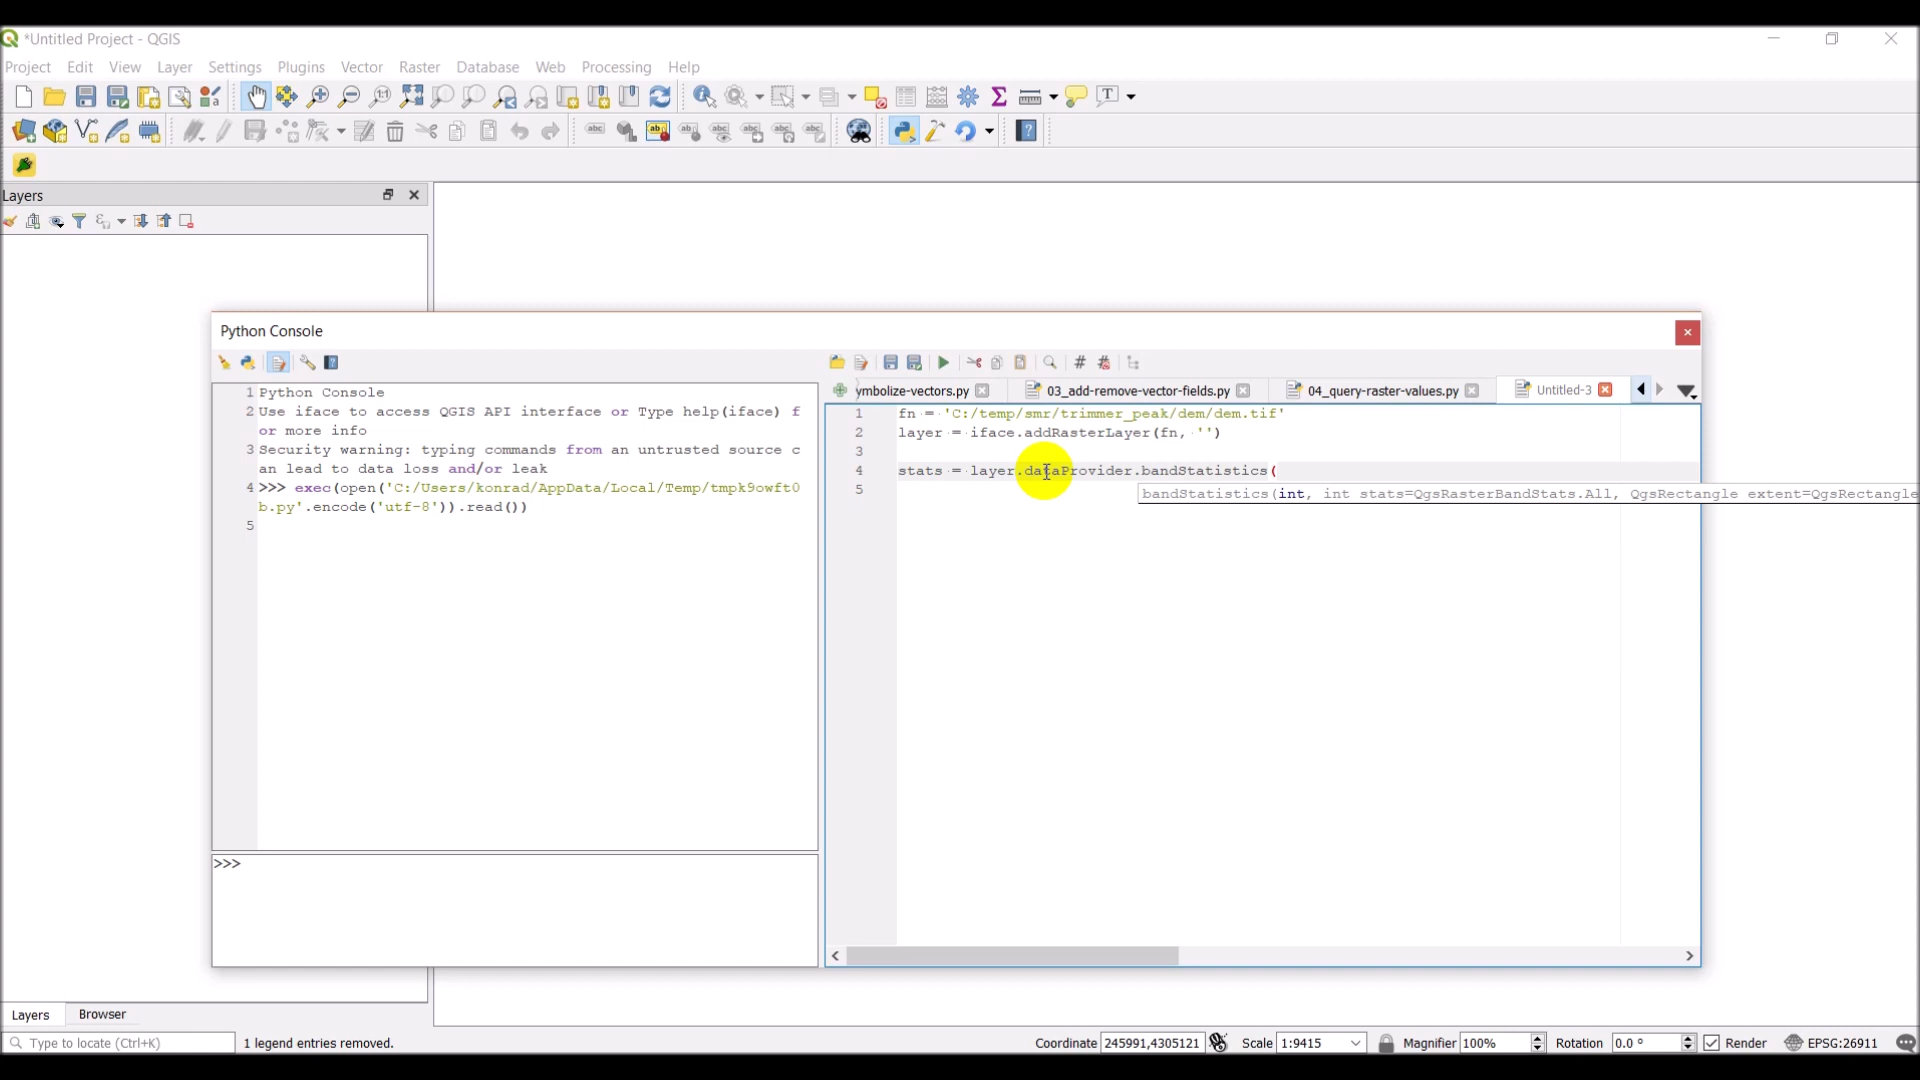 *Untitled Project - QGIS
Project Edit View Layer Settings Plugins Vector Raster Database Web Processing Help
Layers
Python Console
ymbolize-vectors.py 03_add-remove-vector-fields.py 04_query-raster-values.py Untitled-3
1 Python Console
2 Use iface to access QGIS API interface or Type help(iface) f
or more info
3 Security warning: typing commands from an untrusted source c
an lead to data loss and/or leak
4 >>> exec(open('C:/Users/konrad/AppData/Local/Temp/tmpk9owft0
b.py'.encode('utf-8')).read())
5
>>>
1 fn = 'C:/temp/smr/trimmer_peak/dem/dem.tif'
2 layer = iface.addRasterLayer(fn, '')
3
4 stats = layer.dataProvider.bandStatistics(
5
bandStatistics(int, int stats=QgsRasterBandStats.All, QgsRectangle extent=QgsRectangle
Layers Browser
Type to locate (Ctrl+K) 1 legend entries removed. Coordinate 245991,4305121 Scale 1:9415 Magnifier 100% Rotation 0.0 ° Render EPSG:26911